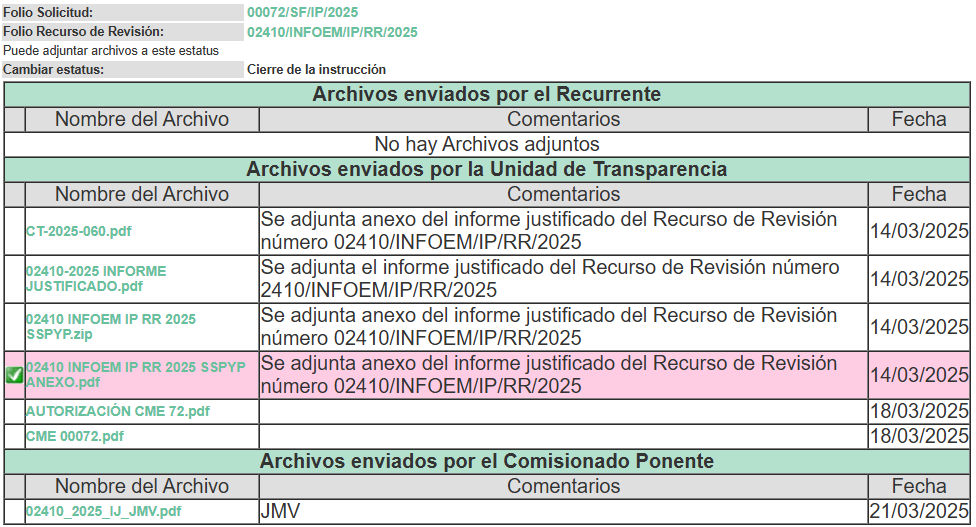 Folio Solicitud: 00072/SF/IP/2025
Folio Recurso de Revisión: 02410/INFOEM/IP/RR/2025
Puede adjuntar archivos a este estatus
Cambiar estatus: Cierre de la instrucción
Archivos enviados por el Recurrente
Nombre del Archivo Comentarios Fecha
No hay Archivos adjuntos
Archivos enviados por la Unidad de Transparencia
Nombre del Archivo Comentarios Fecha
CT-2025-060.pdf Se adjunta anexo del informe justificado del Recurso de Revisión 14/03/2025
número 02410/INFOEM/IP/RR/2025
02410-2025 INFORME Se adjunta el informe justificado del Recurso de Revisión número 14/03/2025
JUSTIFICADO.pdf 2410/INFOEM/IP/RR/2025
02410 INFOEM IP RR 2025 Se adjunta anexo del informe justificado del Recurso de Revisión 14/03/2025
SSPYP.zip número 02410/INFOEM/IP/RR/2025
02410 INFOEM IP RR 2025 SSPYP Se adjunta anexo del informe justificado del Recurso de Revisión 14/03/2025
ANEXO.pdf número 02410/INFOEM/IP/RR/2025
AUTORIZACIÓN CME 72.pdf 18/03/2025
CME 00072.pdf 18/03/2025
Archivos enviados por el Comisionado Ponente
Nombre del Archivo Comentarios Fecha
02410_2025_IJ_JMV.pdf JMV 21/03/2025